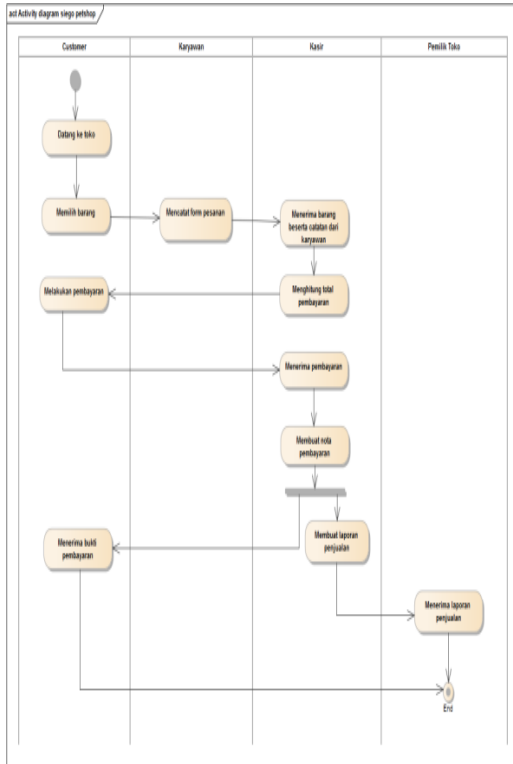 act Activity diagram siego petshop
Customer
Karyawan
Kasir
Pemilik Toko
Datang ke toko
Memilih barang
Mencatat form pesanan
Menerima barang
beserta catatan dari
karyawan
Melakukan pembayaran
Menghitung total
pembayaran
Menerima pembayaran
Membuat nota
pembayaran
Menerima bukti
pembayaran
Membuat laporan
penjualan
Menerima laporan
penjualan
End